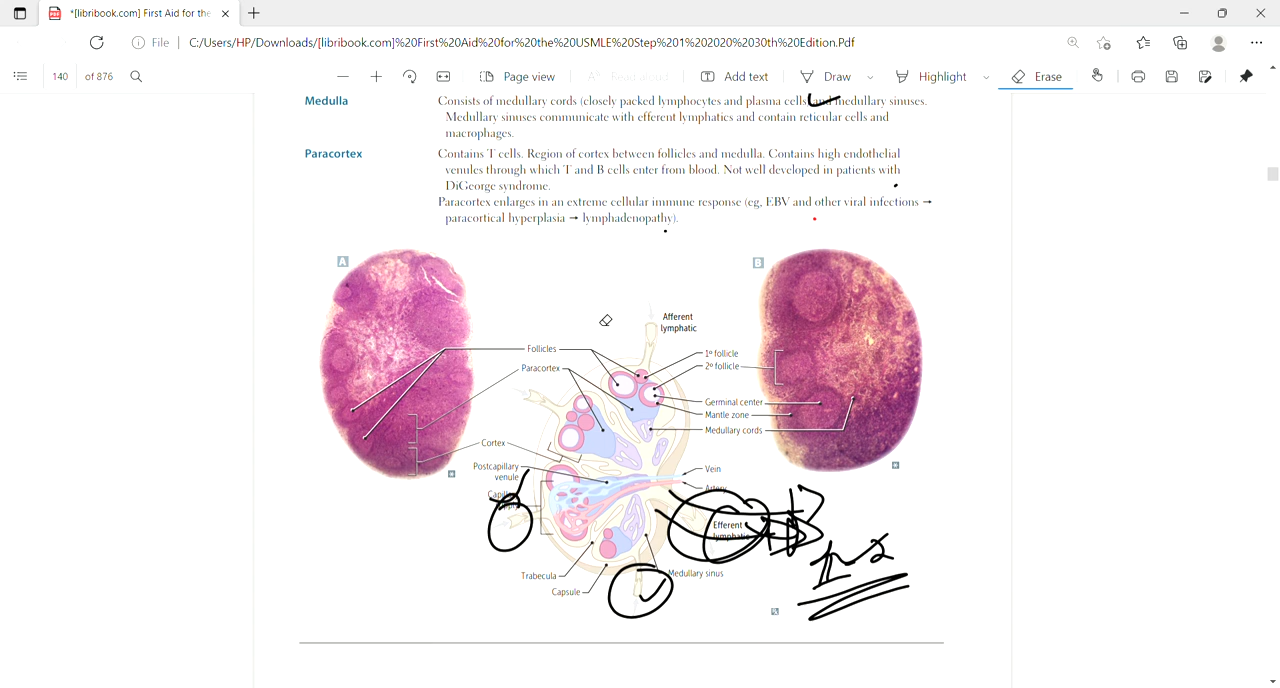 *[libribook.com] First Aid for the
File C:/Users/HP/Downloads/[libribook.com]%20First%20Aid%20for%20the%20USMLE%20Step%201%202020%2030th%20Edition.Pdf
140 of 876 Page view Read aloud Add text Draw Highlight Erase
Medulla Consists of medullary cords (closely packed lymphocytes and plasma cells) and medullary sinuses.
Medullary sinuses communicate with efferent lymphatics and contain reticular cells and
macrophages.
Paracortex Contains T cells. Region of cortex between follicles and medulla. Contains high endothelial
venules through which T and B cells enter from blood. Not well developed in patients with
DiGeorge syndrome.
Paracortex enlarges in an extreme cellular immune response (eg, EBV and other viral infections →
paracortical hyperplasia → lymphadenopathy).
A
B
Afferent
lymphatic
Follicles
1º follicle
Paracortex
2º follicle
Germinal center
Mantle zone
Medullary cords
Cortex
Postcapillary
venule
Vein
Artery
Efferent
lymphatic
Trabecula
Medullary sinus
Capsule